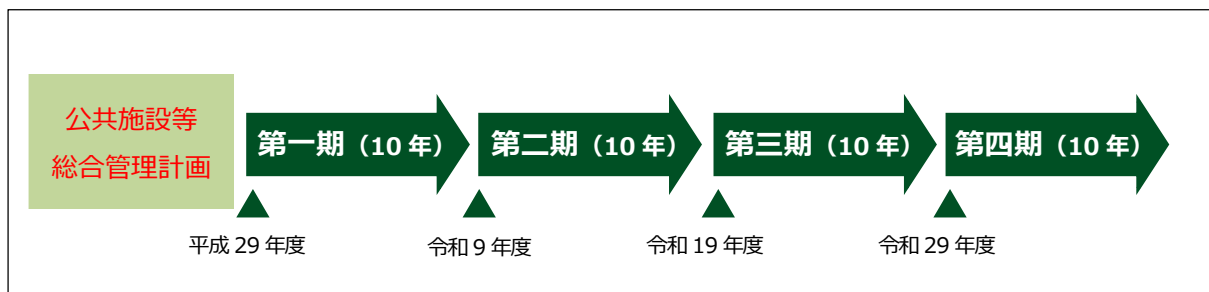 公共施設等
総合管理計画
第一期（10 年）
第二期（10 年）
第三期（10 年）
第四期（10 年）
平成 29 年度
令和 9 年度
令和 19 年度
令和 29 年度